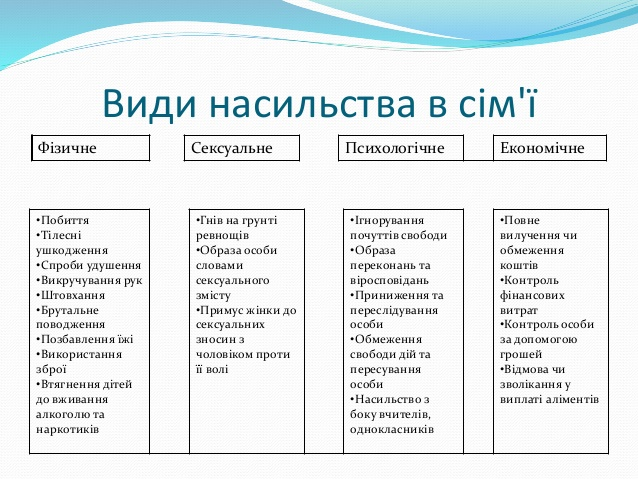 Види насильства в сім'ї
Фізичне
Сексуальне
Психологічне
Економічне
•Побиття
•Тілесні
ушкодження
•Спроби удушення
•Викручування рук
•Штовхання
•Брутальне
поводження
•Позбавлення їжі
•Використання
зброї
•Втягнення дітей
до вживання
алкоголю та
наркотиків
•Гнів на грунті
ревнощів
•Образа особи
словами
сексуального
змісту
•Примус жінки до
сексуальних
зносин з
чоловіком проти
її волі
•Ігнорування
почуттів свободи
•Образа
переконань та
віросповідань
•Приниження та
переслідування
особи
•Обмеження
свободи дій та
пересування
особи
•Насильство з
боку вчителів,
однокласників
•Повне
вилучення чи
обмеження
коштів
•Контроль
фінансових
витрат
•Контроль особи
за допомогою
грошей
•Відмова чи
зволікання у
виплаті аліментів